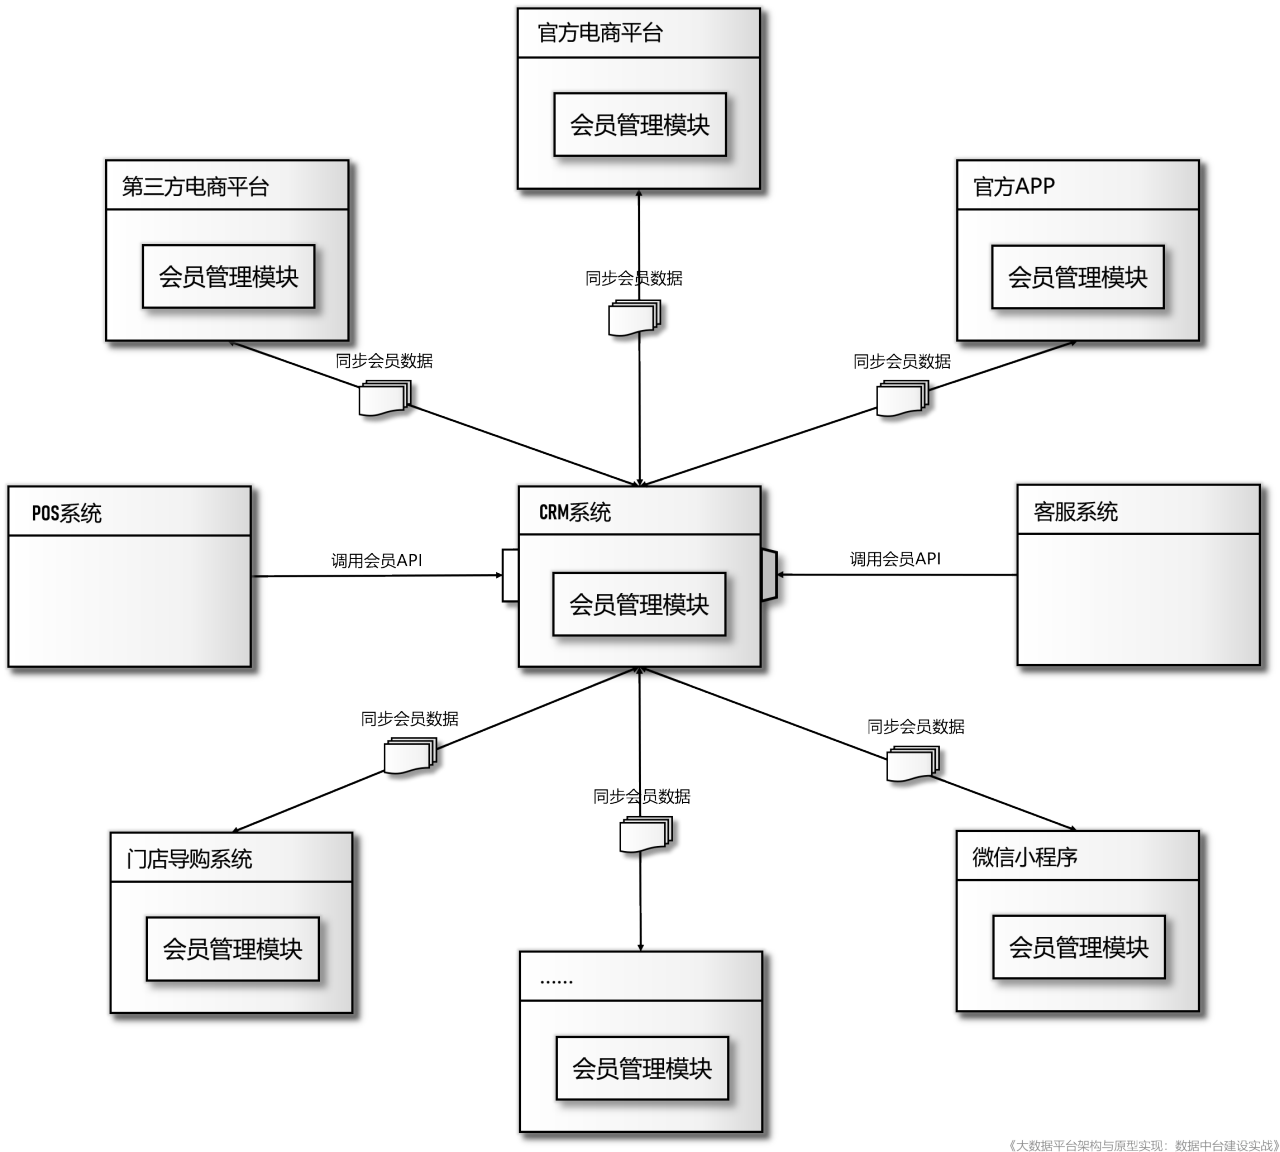 官方电商平台
会员管理模块
第三方电商平台
会员管理模块
官方APP
会员管理模块
同步会员数据
同步会员数据
同步会员数据
POS系统
CRM系统
客服系统
调用会员API
调用会员API
会员管理模块
同步会员数据
同步会员数据
同步会员数据
门店导购系统
会员管理模块
微信小程序
会员管理模块
......
会员管理模块
《大数据平台架构与原型实现：数据中台建设实战》